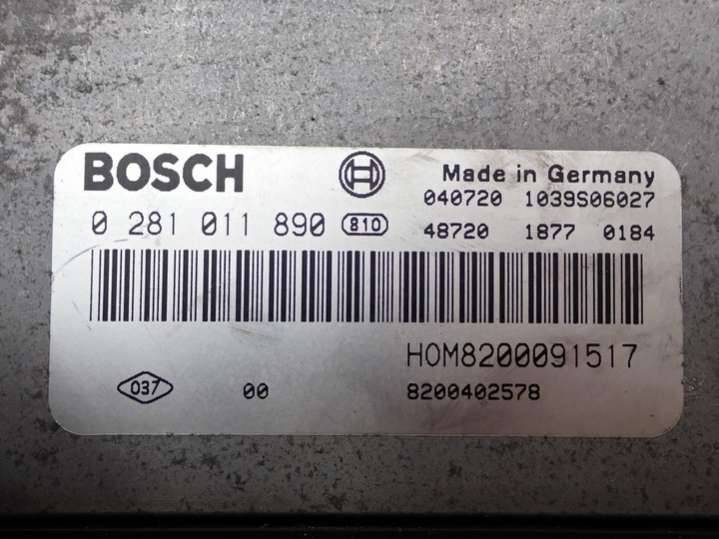 BOSCH
Made in Germany
040720 1039S06027
0 281 011 890 810
48720 1877 0184
HOM8200091517
037 00 8200402578